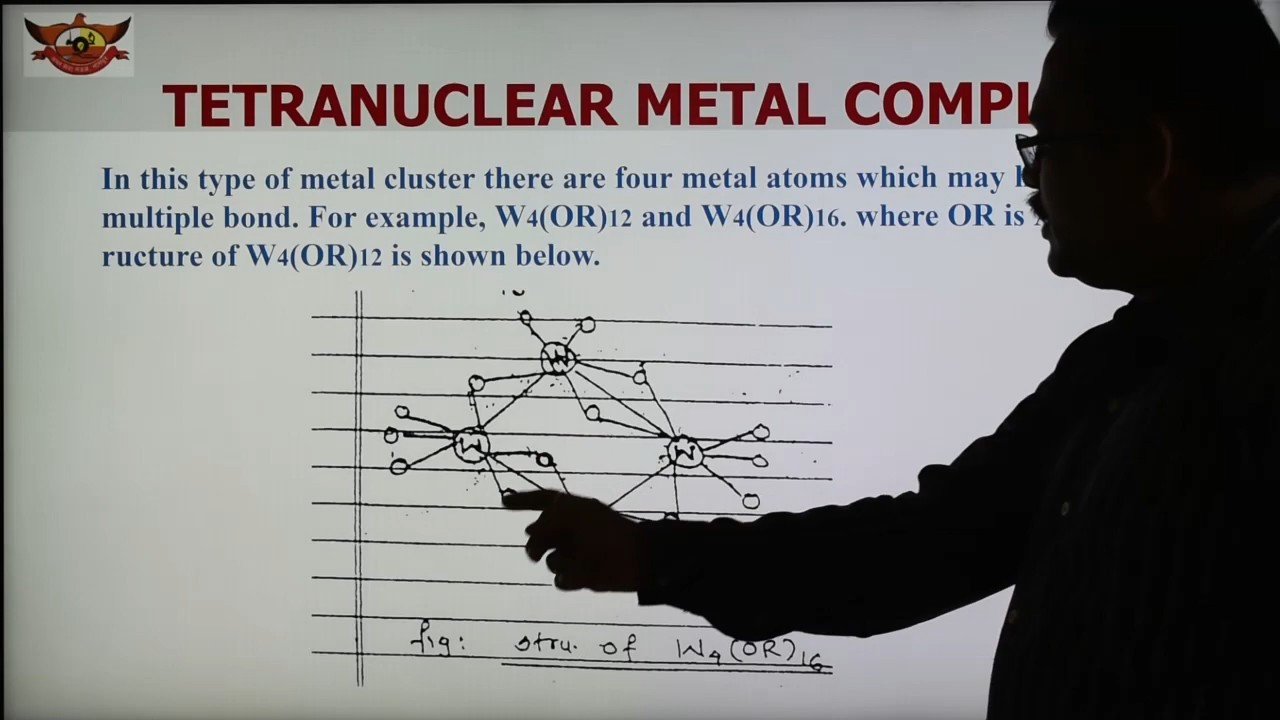 TETRANUCLEAR METAL COMPL
In this type of metal cluster there are four metal atoms which may
multiple bond. For example, W4(OR)12 and W4(OR)16. where OR is
ructure of W4(OR)12 is shown below.
W
W
W
fig: stru. of W4(OR)16